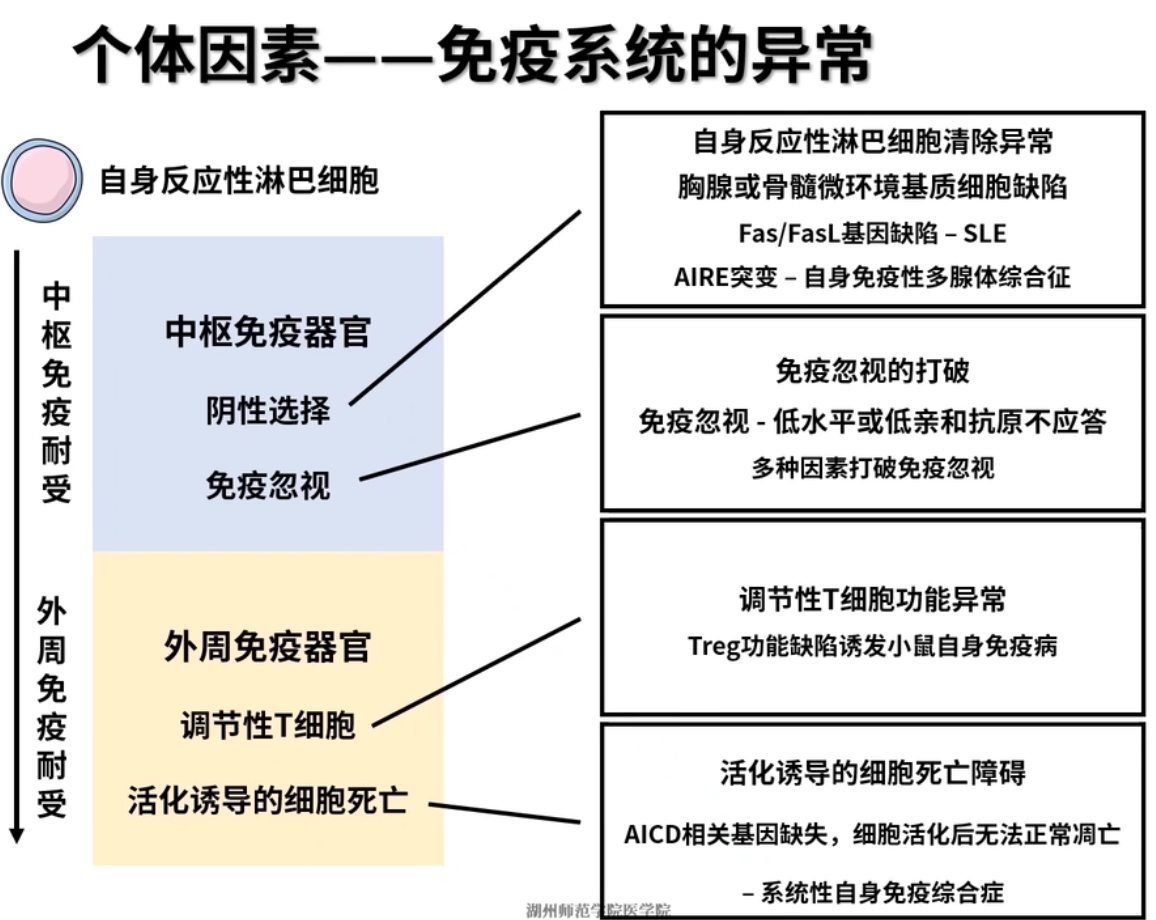 个体因素——免疫系统的异常
自身反应性淋巴细胞
中枢免疫耐受
中枢免疫器官
阴性选择
免疫忽视
外周免疫耐受
外周免疫器官
调节性T细胞
活化诱导的细胞死亡
自身反应性淋巴细胞清除异常
胸腺或骨髓微环境基质细胞缺陷
Fas/FasL基因缺陷 – SLE
AIRE突变 – 自身免疫性多腺体综合征
免疫忽视的打破
免疫忽视 - 低水平或低亲和抗原不应答
多种因素打破免疫忽视
调节性T细胞功能异常
Treg功能缺陷诱发小鼠自身免疫病
活化诱导的细胞死亡障碍
AICD相关基因缺失，细胞活化后无法正常凋亡
– 系统性自身免疫综合症
湖州师范学院医学院